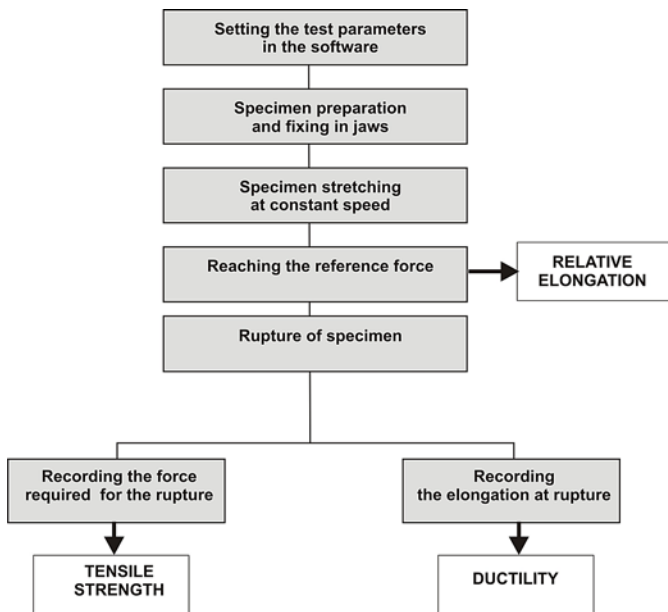 Setting the test parameters
in the software
Specimen preparation
and fixing in jaws
Specimen stretching
at constant speed
Reaching the reference force
RELATIVE
ELONGATION
Rupture of specimen
Recording the force
required for the rupture
Recording
the elongation at rupture
TENSILE
STRENGTH
DUCTILITY